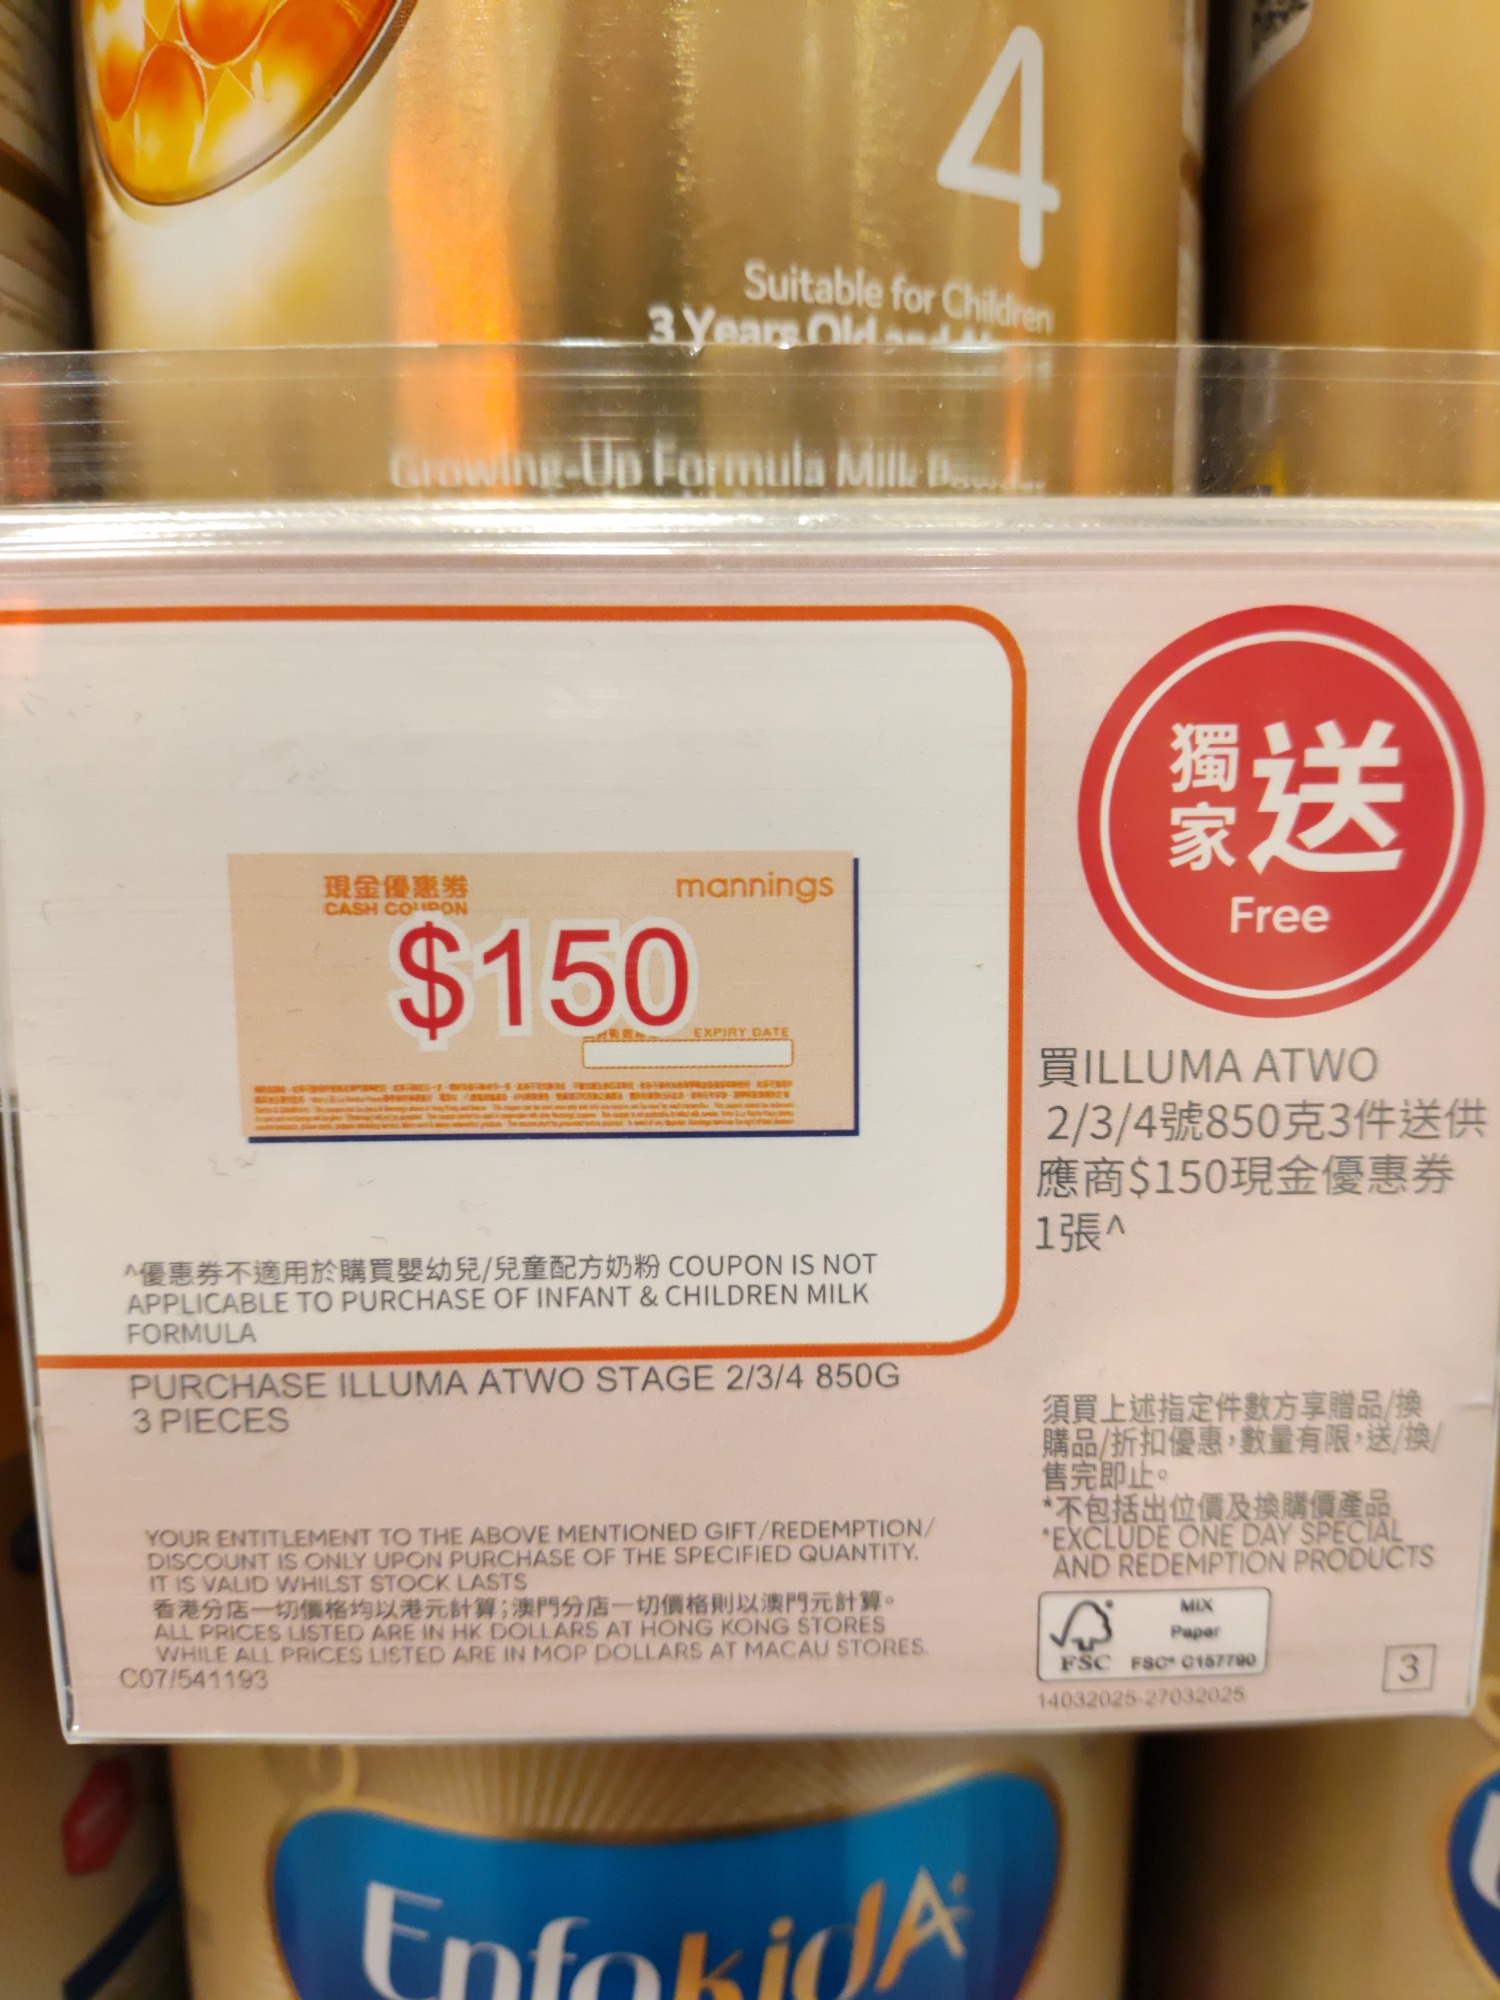 4
Suitable for Children
3 Years Old and
Growing-Up Formula Milk Powder
獨家
送
Free
現金優惠券
CASH COUPON
mannings
$150
EXPIRY DATE
買ILLUMA ATWO
2/3/4號850克3件送供
應商$150現金優惠券
1張^
^優惠券不適用於購買嬰幼兒/兒童配方奶粉 COUPON IS NOT
APPLICABLE TO PURCHASE OF INFANT & CHILDREN MILK
FORMULA
PURCHASE ILLUMA ATWO STAGE 2/3/4 850G
3 PIECES
須買上述指定件數方享贈品/換
購品/折扣優惠，數量有限，送/換/
售完即止。
*不包括出位價及換購價產品
*EXCLUDE ONE DAY SPECIAL
AND REDEMPTION PRODUCTS
YOUR ENTITLEMENT TO THE ABOVE MENTIONED GIFT/REDEMPTION/
DISCOUNT IS ONLY UPON PURCHASE OF THE SPECIFIED QUANTITY.
IT IS VALID WHILST STOCK LASTS
香港分店一切價格均以港元計算；澳門分店一切價格則以澳門元計算。
ALL PRICES LISTED ARE IN HK DOLLARS AT HONG KONG STORES
WHILE ALL PRICES LISTED ARE IN MOP DOLLARS AT MACAU STORES.
C07/541193
MIX
Paper
FSC
FSC® C157790
14032025-27032025
3
EnfakidA+